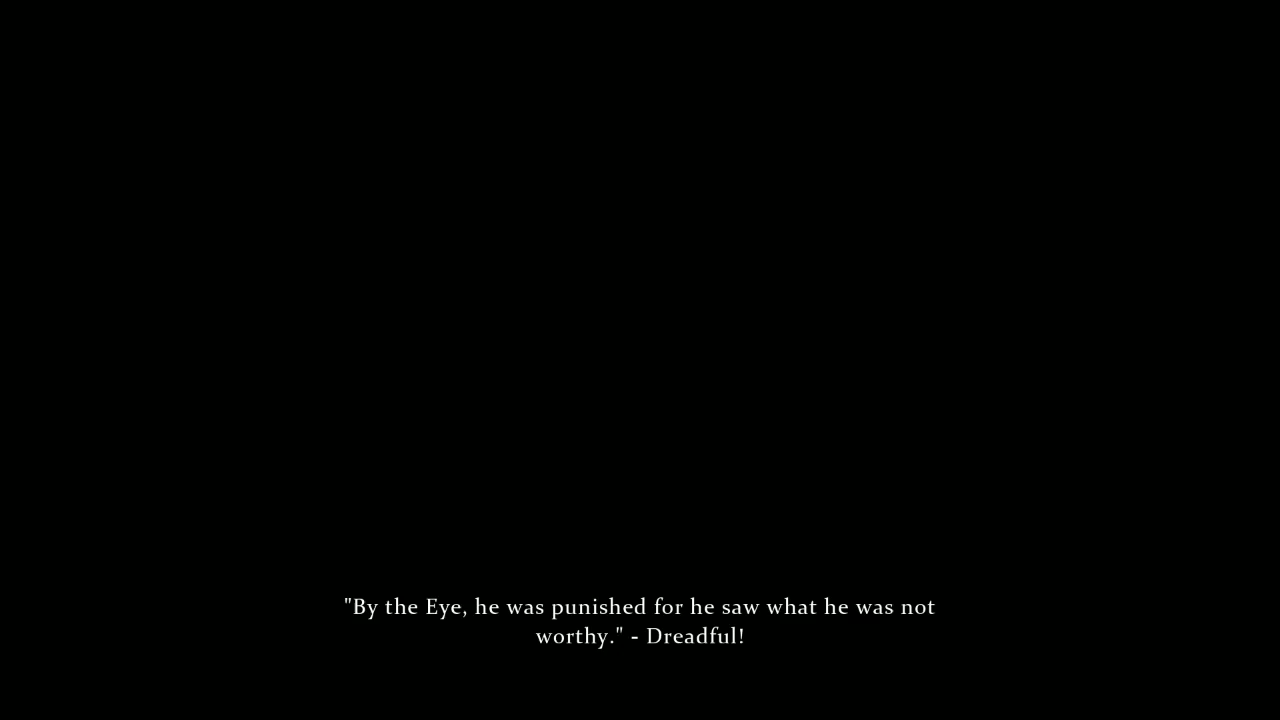 "By the Eye, he was punished for he saw what he was not
worthy." - Dreadful!